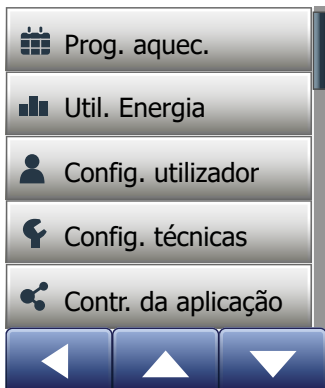 Prog. aquec.
Util. Energia
Config. utilizador
Config. técnicas
Contr. da aplicação